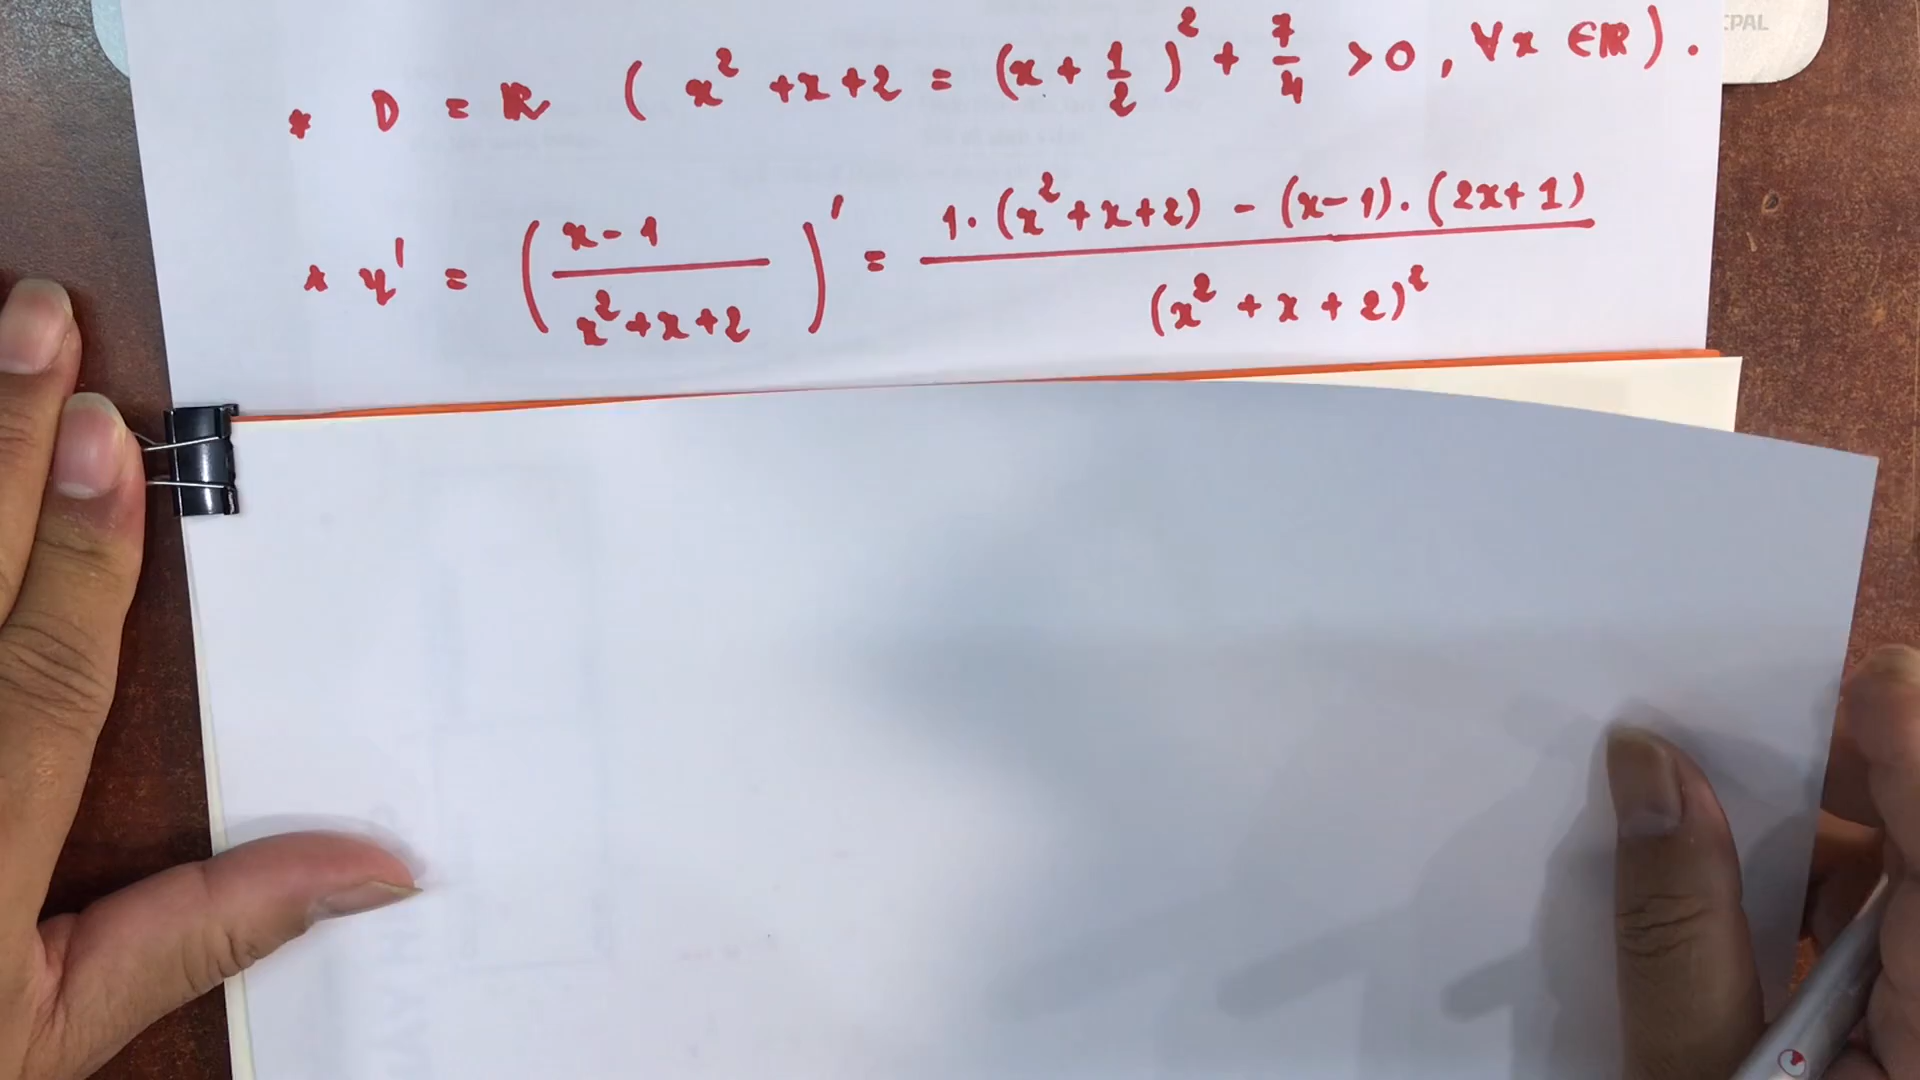 * D = ℝ ( x² + x + 2 = (x + 1/2)² + 7/4 > 0, ∀x ∈ ℝ ).
* y' = ( (x - 1)/(x² + x + 2) )' = (1·(x² + x + 2) - (x - 1)·(2x + 1))/(x² + x + 2)²